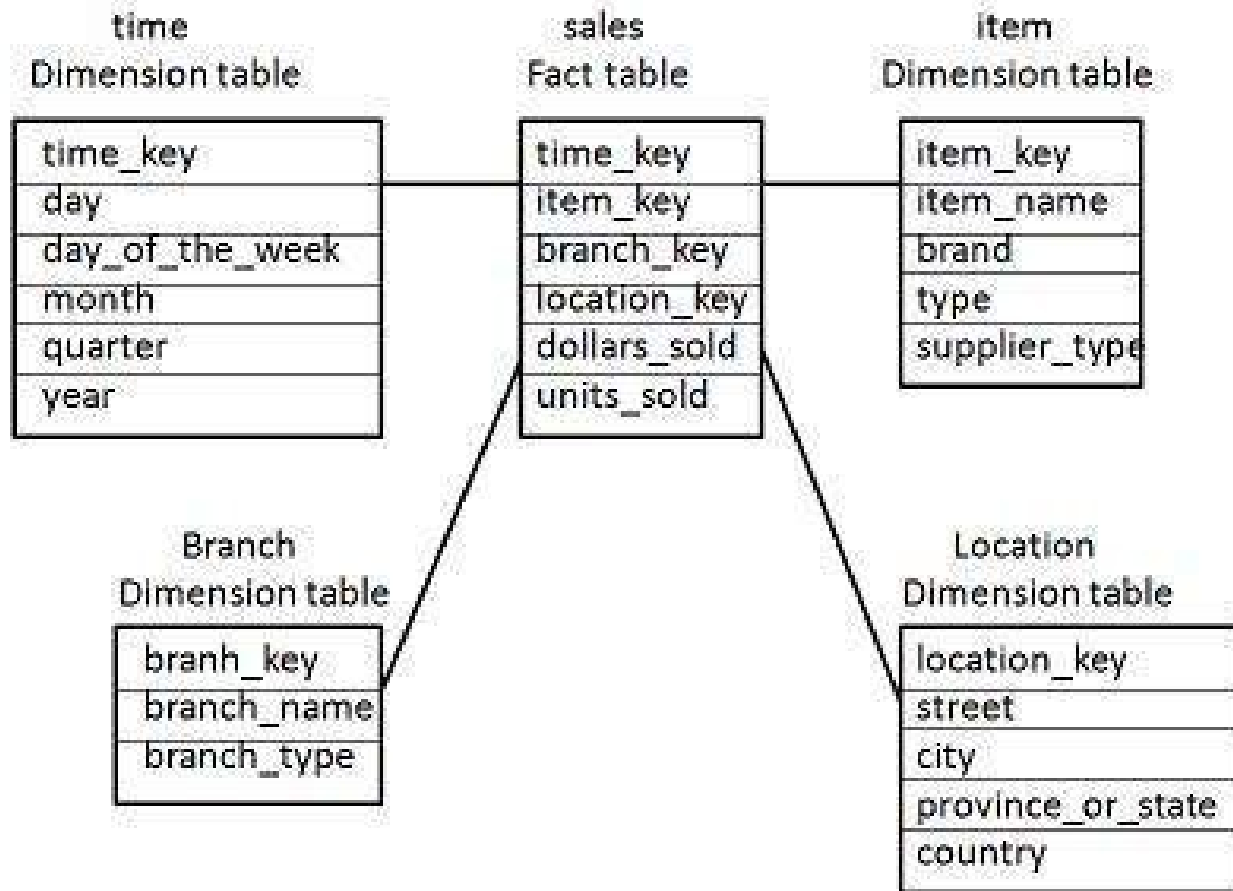 time
Dimension table
time_key
day
day_of_the_week
month
quarter
year
sales
Fact table
time_key
item_key
branch_key
location_key
dollars_sold
units_sold
item
Dimension table
item_key
item_name
brand
type
supplier_type
Branch
Dimension table
branh_key
branch_name
branch_type
Location
Dimension table
location_key
street
city
province_or_state
country